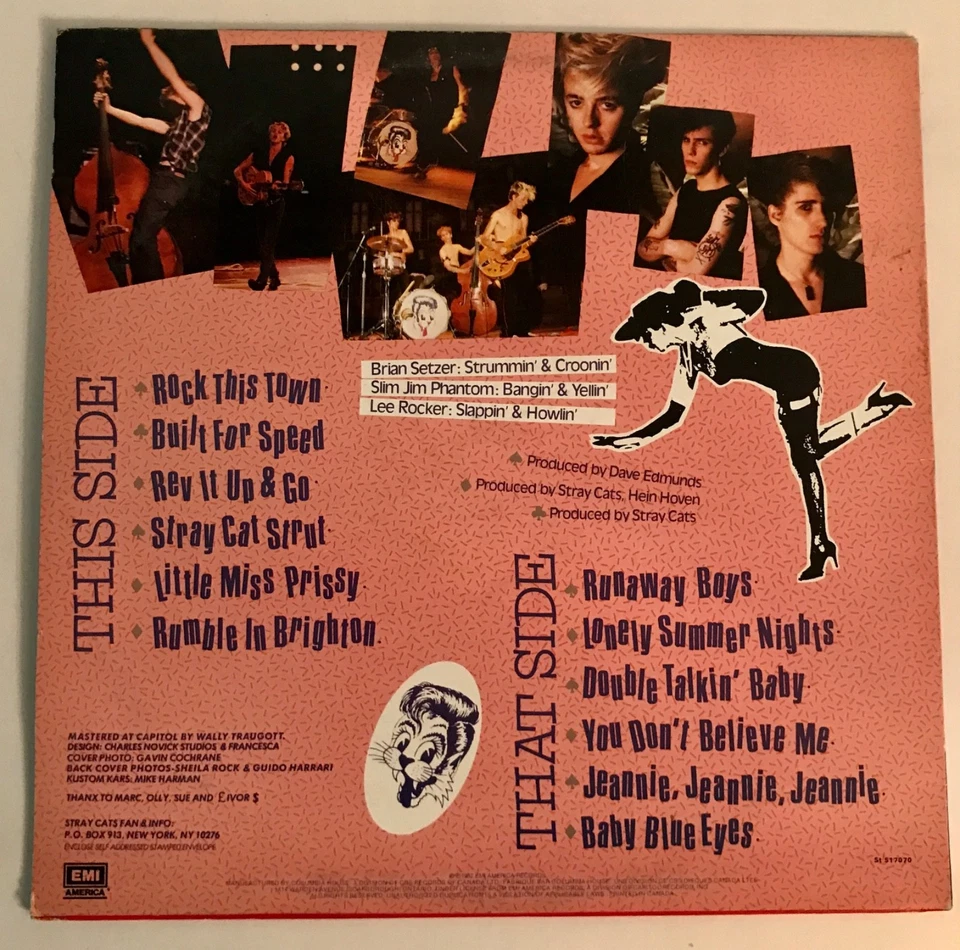 Brian Setzer: Strummin' & Croonin'
Slim Jim Phantom: Bangin' & Yellin'
Lee Rocker: Slappin' & Howlin'
THIS SIDE
Rock This Town
Built For Speed
Rev It Up & Go
Stray Cat Strut
Little Miss Prissy
Rumble In Brighton
Produced by Dave Edmunds
Produced by Stray Cats, Hein Hoven
Produced by Stray Cats
THAT SIDE
Runaway Boys
Lonely Summer Nights
Double Talkin' Baby
You Don't Believe Me
Jeannie, Jeannie, Jeannie
Baby Blue Eyes
MASTERED AT CAPITOL BY WALLY TRAUGOTT.
DESIGN: CHARLES NOVICK STUDIOS & FRANCESCA
COVER PHOTO: GAVIN COCHRANE
BACK COVER PHOTOS-SHEILA ROCK & GUIDO HARRARI
KUSTOM KARS: MIKE HARMAN
THANX TO MARC, OLLY, SUE AND £IVOR $
STRAY CATS FAN & INFO:
P.O. BOX 913, NEW YORK, NY 10276
ENCLOSE SELF ADDRESSED STAMPED ENVELOPE
EMI
AMERICA